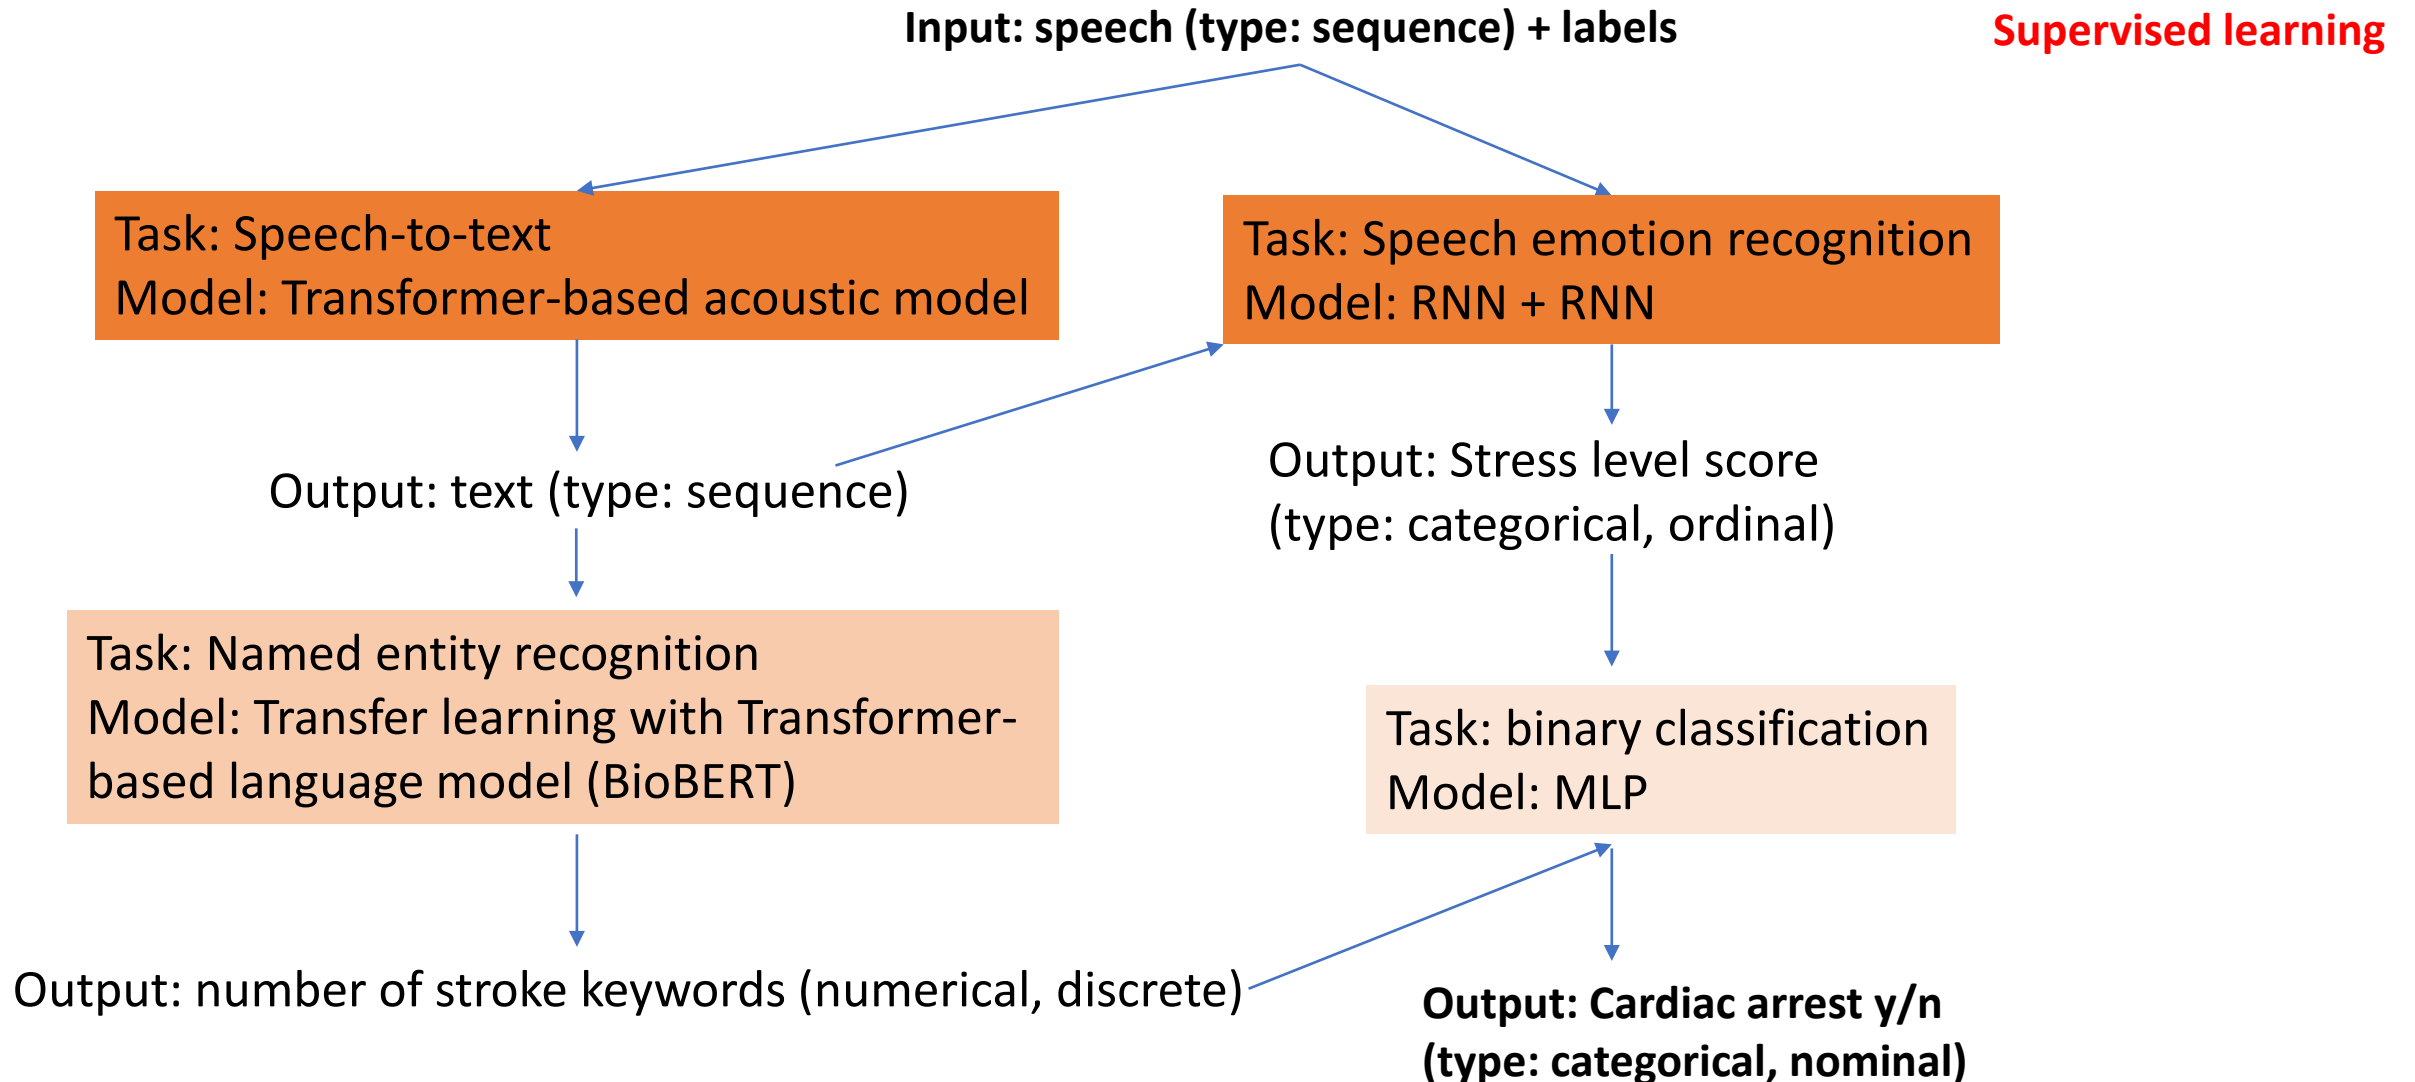 Input: speech (type: sequence) + labels
Supervised learning
Task: Speech-to-text
Model: Transformer-based acoustic model
Task: Speech emotion recognition
Model: RNN + RNN
Output: text (type: sequence)
Output: Stress level score
(type: categorical, ordinal)
Task: Named entity recognition
Model: Transfer learning with Transformer-
based language model (BioBERT)
Task: binary classification
Model: MLP
Output: number of stroke keywords (numerical, discrete)
Output: Cardiac arrest y/n
(type: categorical, nominal)